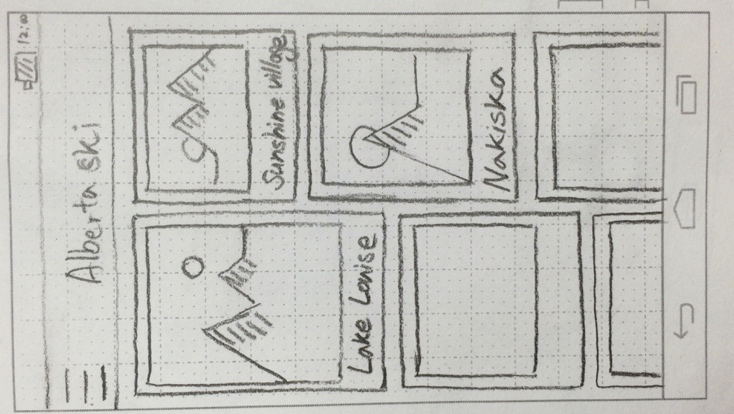 12:00
Alberta Ski
Lake Louise
Sunshine Village
Nakiska